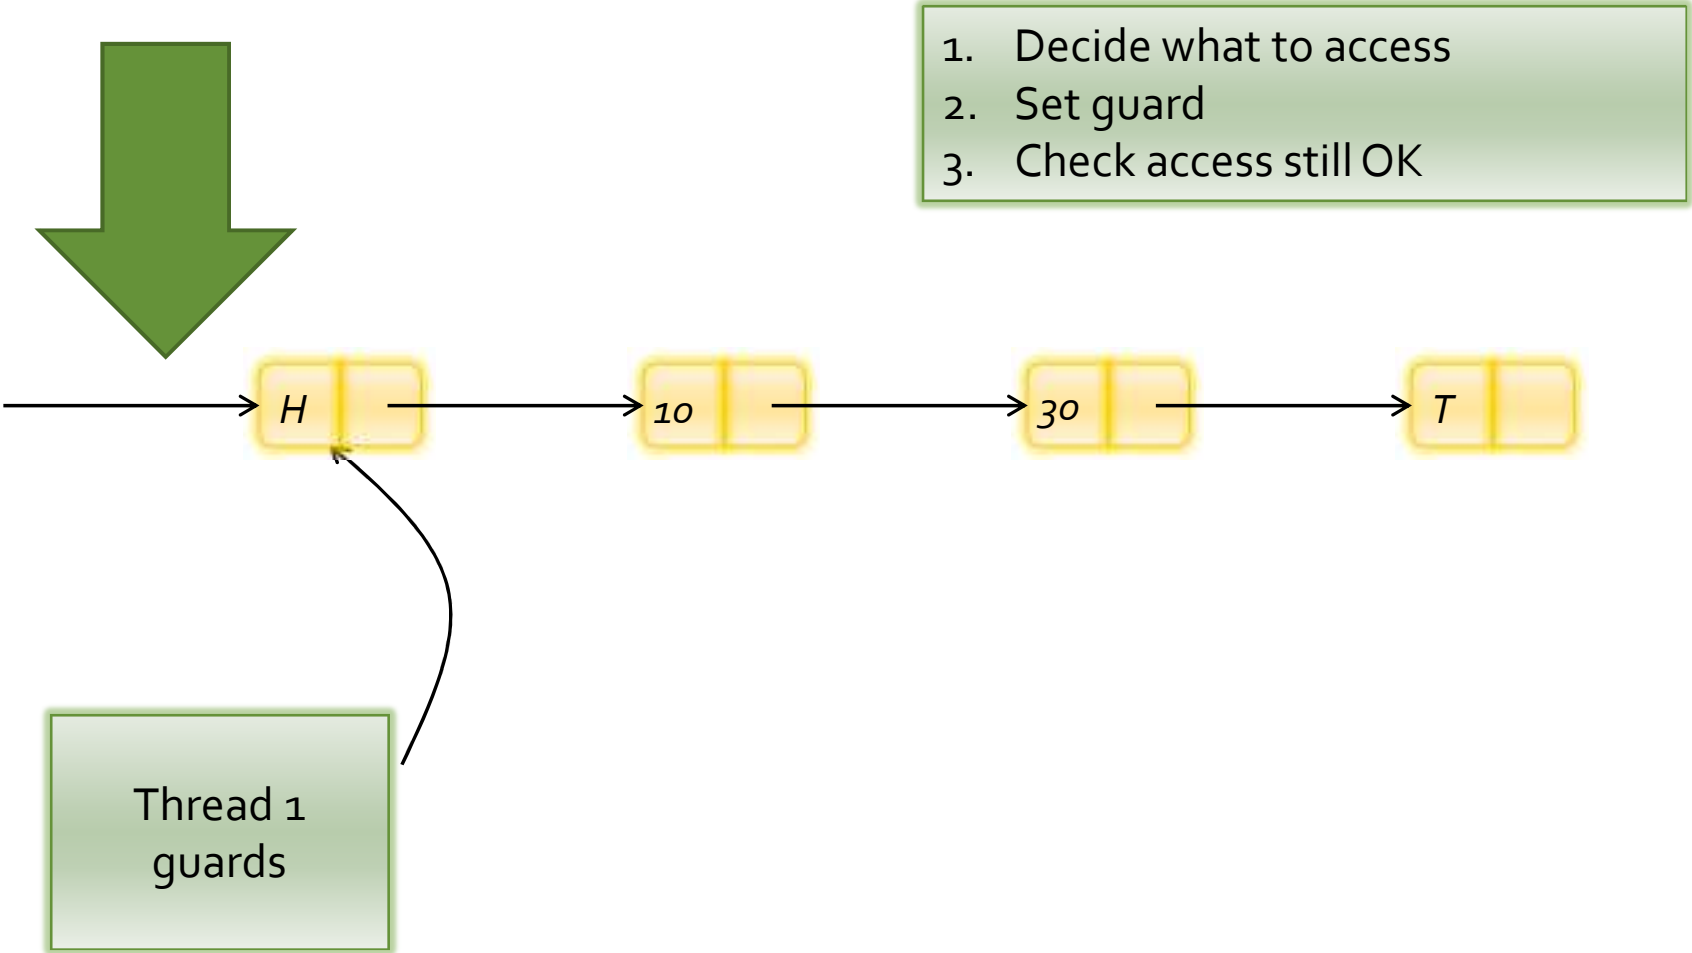 1. Decide what to access
2. Set guard
3. Check access still OK
H 10 30 T
Thread 1
guards